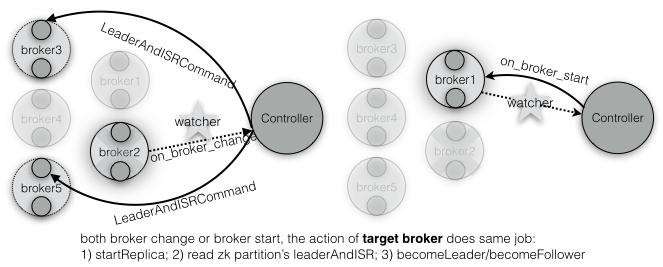 broker3
LeaderAndISRCommand
broker1
broker4
watcher
Controller
broker2
on_broker_change
broker5
LeaderAndISRCommand
broker3
broker1
on_broker_start
broker4
watcher
Controller
broker2
broker5
both broker change or broker start, the action of target broker does same job:
1) startReplica; 2) read zk partition's leaderAndISR; 3) becomeLeader/becomeFollower